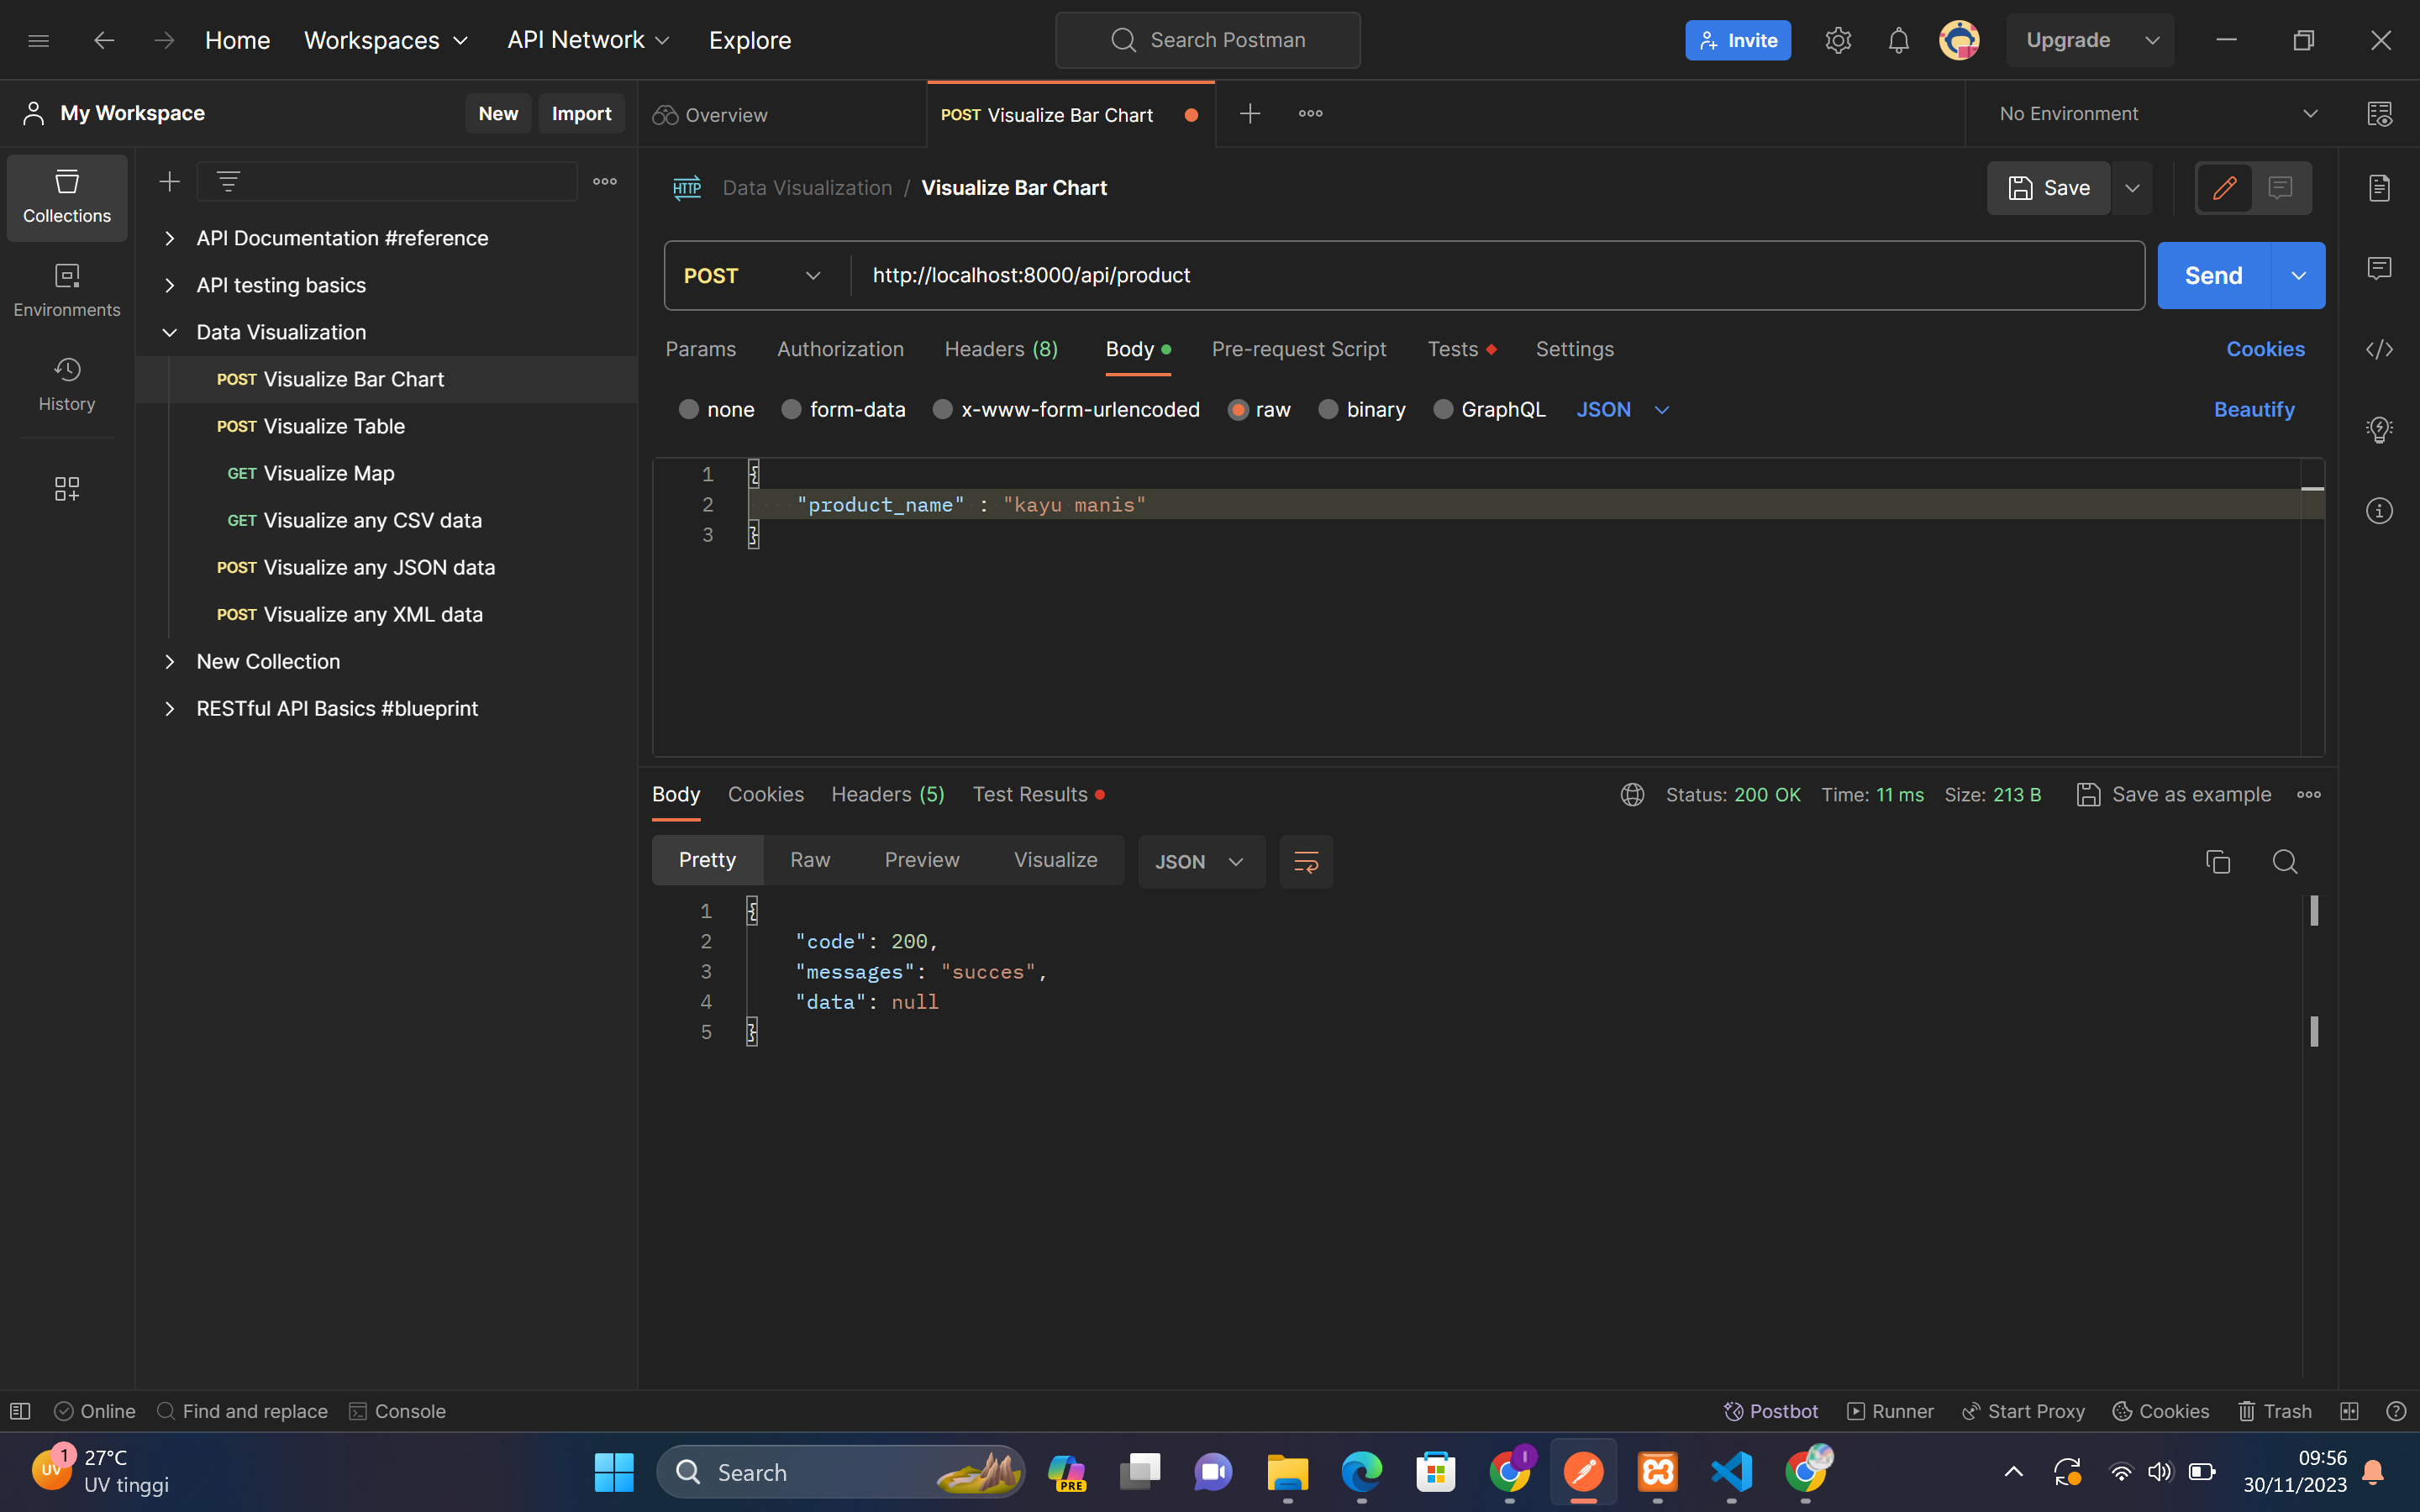 Home Workspaces API Network Explore Search Postman Invite Upgrade
My Workspace New Import Overview POST Visualize Bar Chart No Environment
Collections
Environments
History
API Documentation #reference
API testing basics
Data Visualization
POST Visualize Bar Chart
POST Visualize Table
GET Visualize Map
GET Visualize any CSV data
POST Visualize any JSON data
POST Visualize any XML data
New Collection
RESTful API Basics #blueprint
HTTP Data Visualization / Visualize Bar Chart Save
POST http://localhost:8000/api/product Send
Params Authorization Headers (8) Body Pre-request Script Tests Settings Cookies
none form-data x-www-form-urlencoded raw binary GraphQL JSON Beautify
1 {
2 "product_name" : "kayu manis"
3 }
Body Cookies Headers (5) Test Results Status: 200 OK Time: 11 ms Size: 213 B Save as example
Pretty Raw Preview Visualize JSON
1 {
2 "code": 200,
3 "messages": "succes",
4 "data": null
5 }
Online Find and replace Console Postbot Runner Start Proxy Cookies Trash
UV 1 27°C
UV tinggi
Search
PRE
I
09:56
30/11/2023